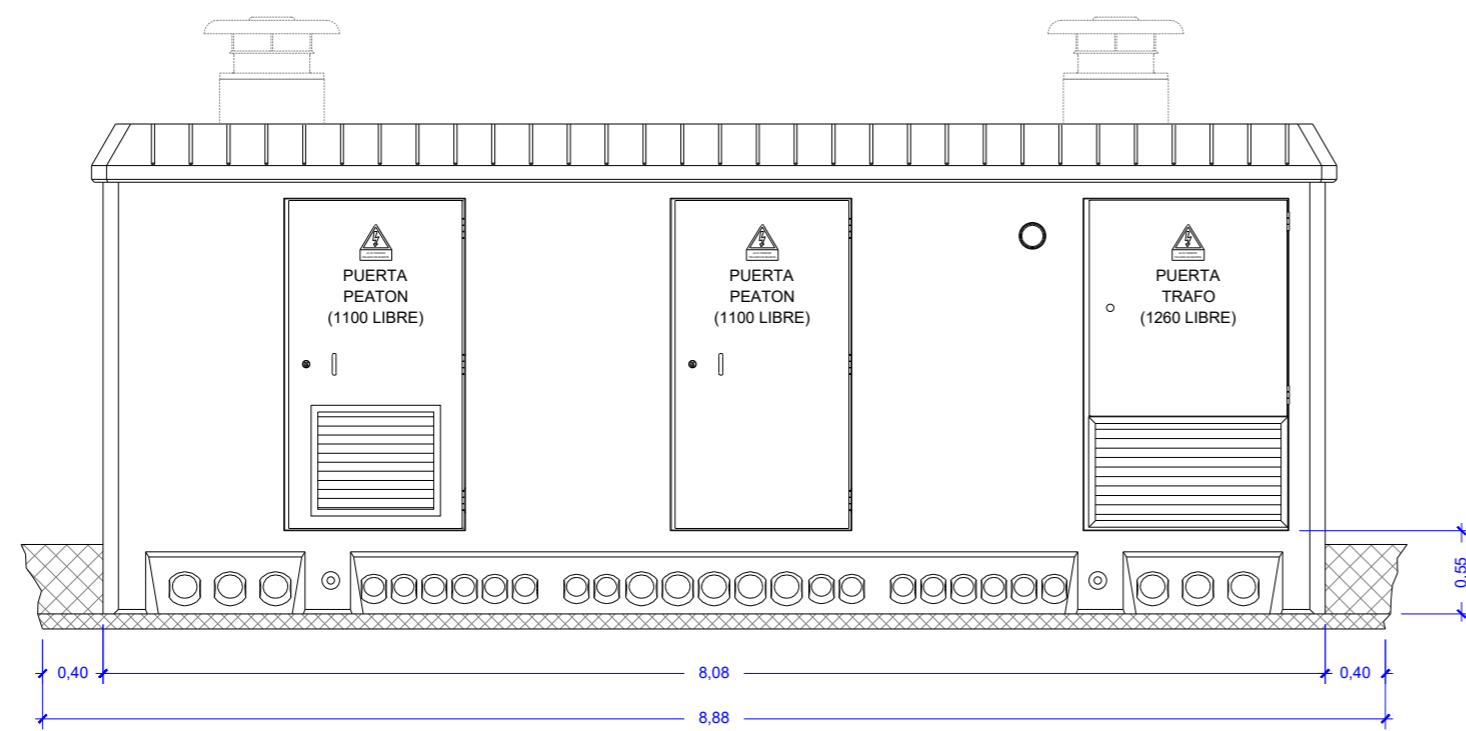 PUERTA
PEATON
(1100 LIBRE)
PUERTA
PEATON
(1100 LIBRE)
PUERTA
TRAFO
(1260 LIBRE)
0.55
0,40
8,08
0,40
8,88